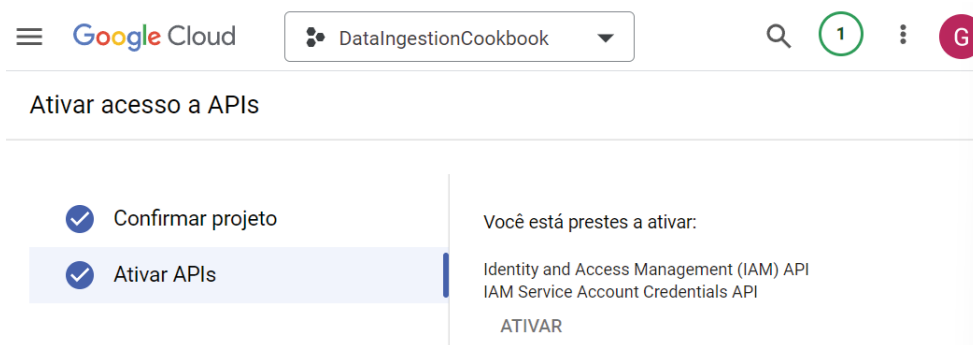 Google Cloud
DataIngestionCookbook
1
G
Ativar acesso a APIs
Confirmar projeto
Ativar APIs
Você está prestes a ativar:
Identity and Access Management (IAM) API
IAM Service Account Credentials API
ATIVAR